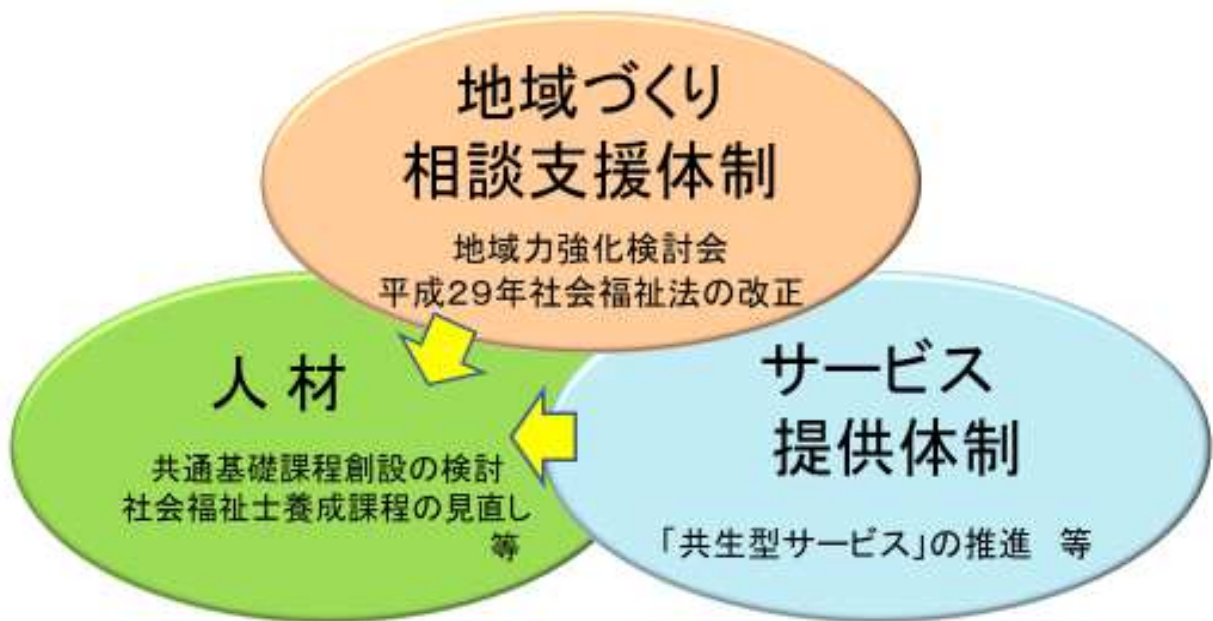 地域づくり
相談支援体制
地域力強化検討会
平成29年社会福祉法の改正
人材
共通基礎課程創設の検討
社会福祉士養成課程の見直し
等
サービス
提供体制
「共生型サービス」の推進　等